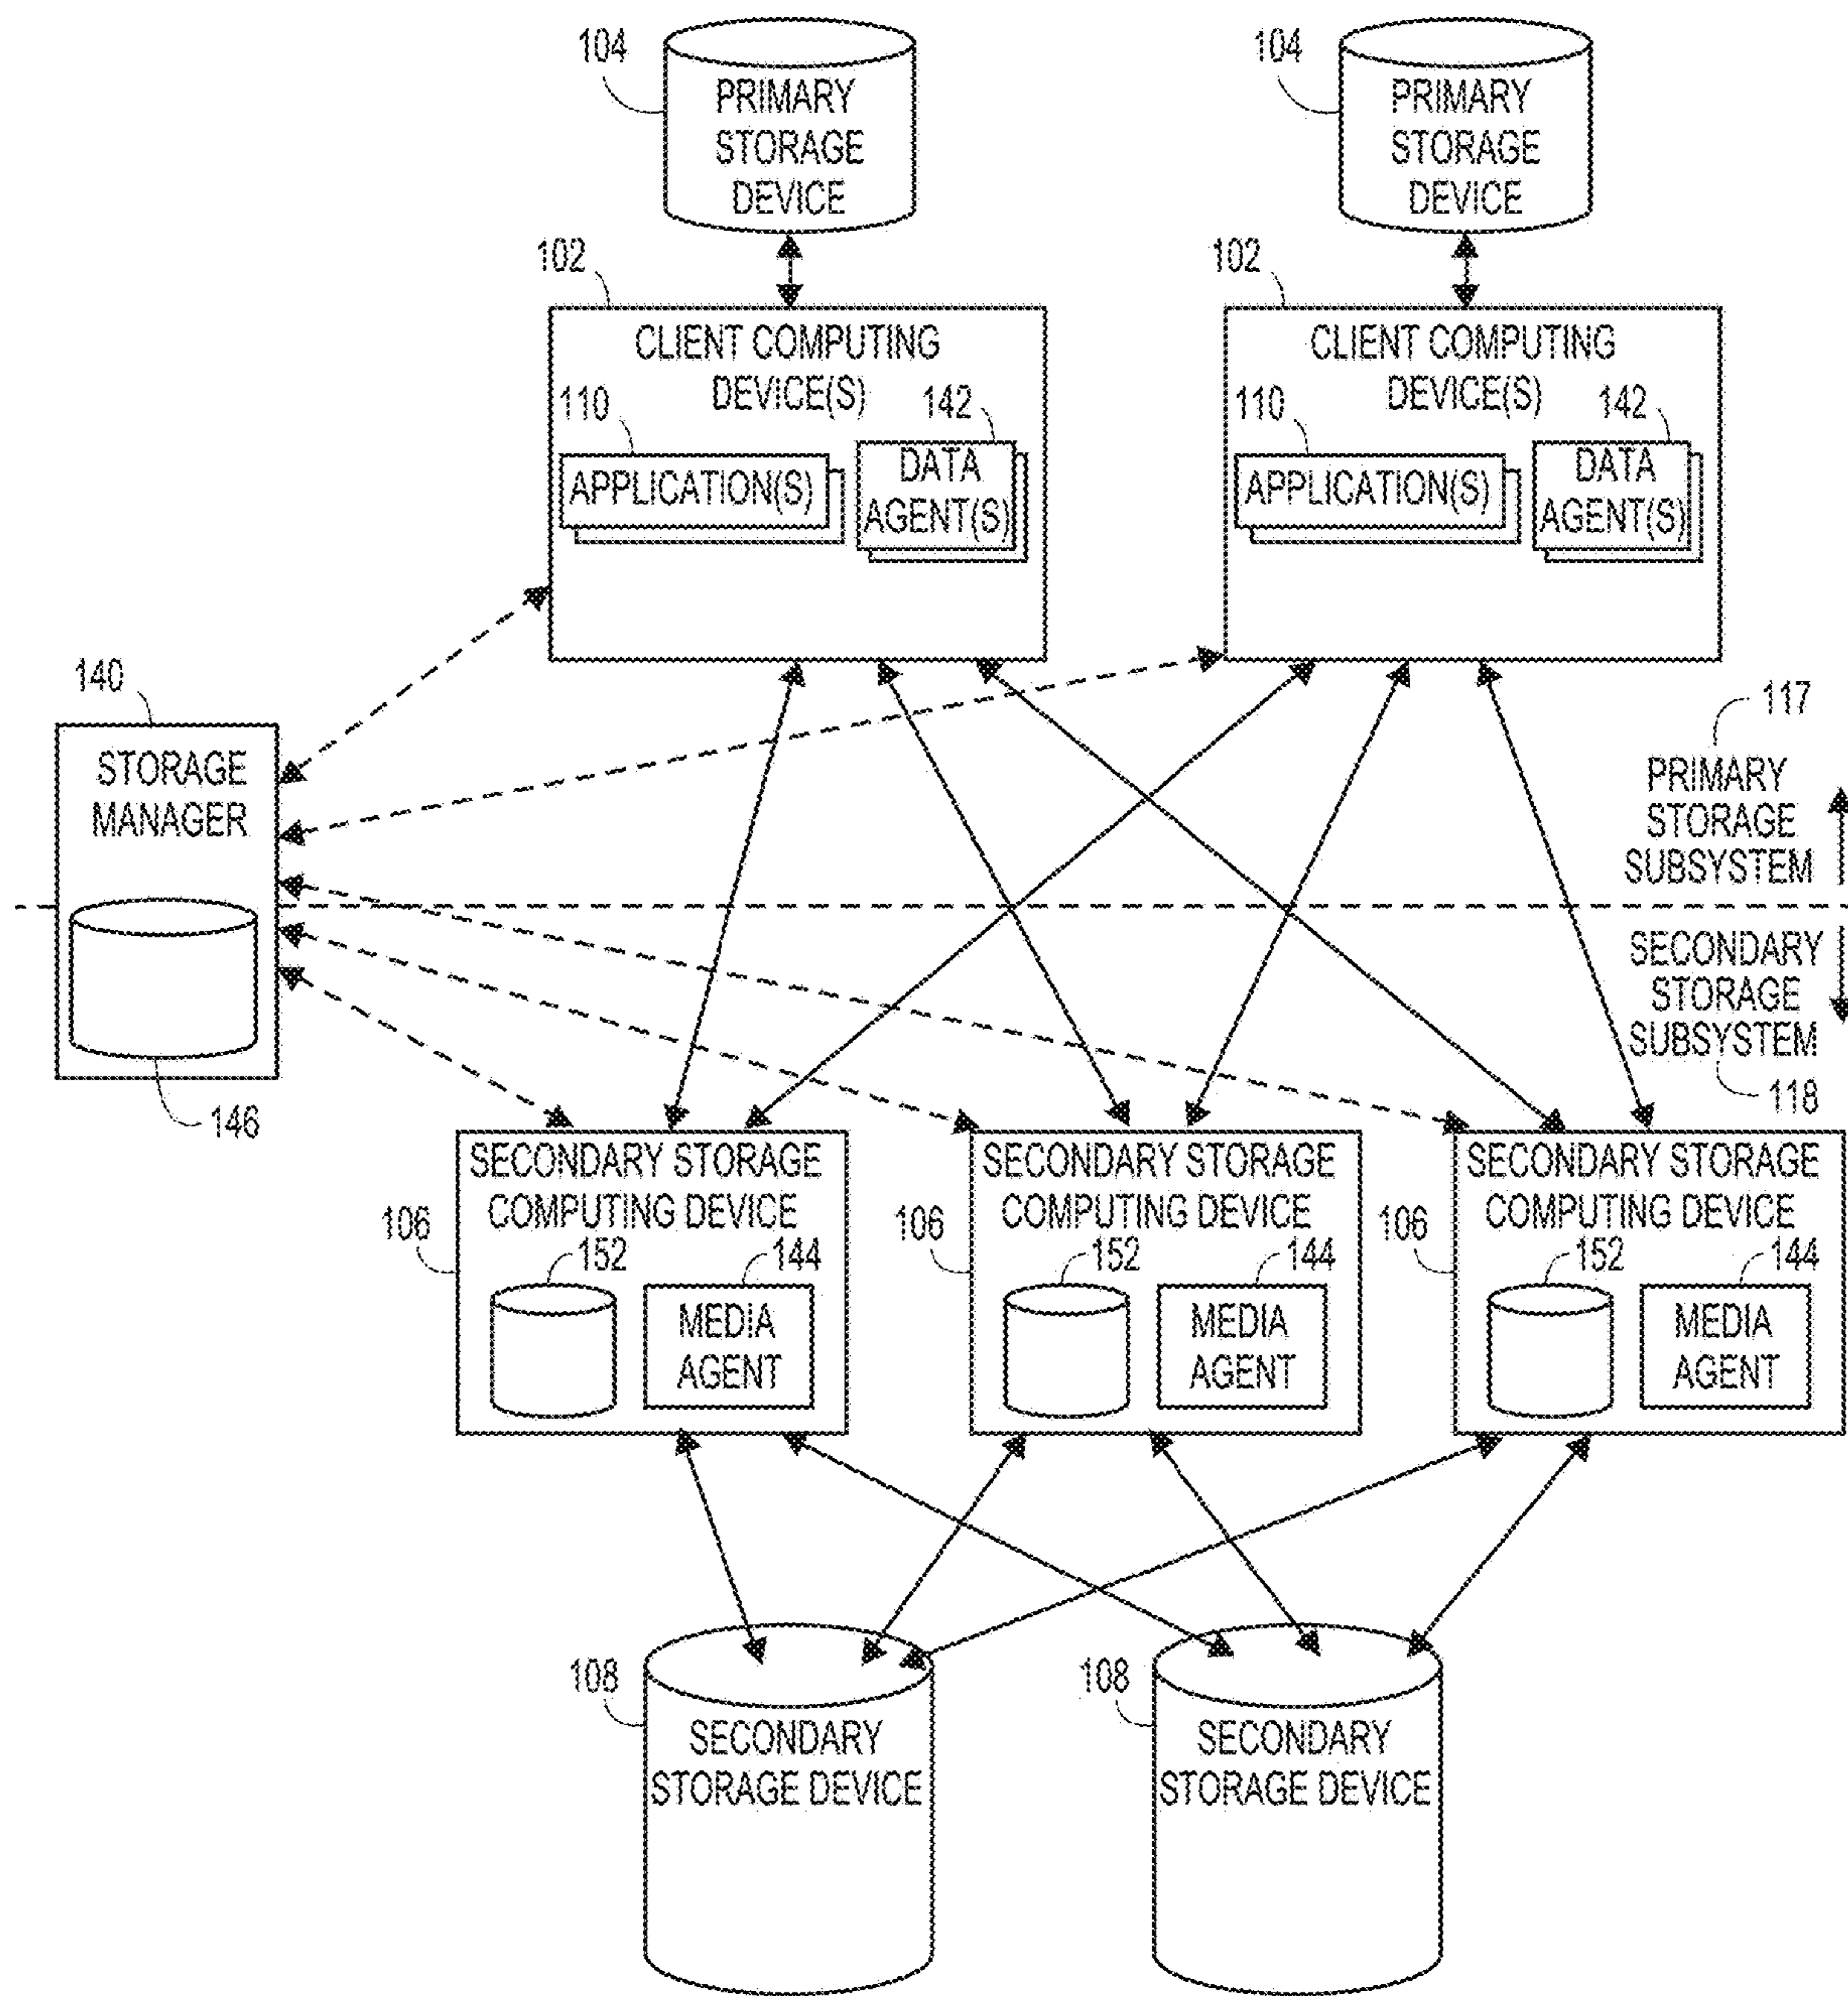 104
PRIMARY
STORAGE
DEVICE
104
PRIMARY
STORAGE
DEVICE
102
CLIENT COMPUTING
DEVICE(S)
110
APPLICATION(S)
142
DATA
AGENT(S)
102
CLIENT COMPUTING
DEVICE(S)
110
APPLICATION(S)
142
DATA
AGENT(S)
140
STORAGE
MANAGER
146
117
PRIMARY
STORAGE
SUBSYSTEM
SECONDARY
STORAGE
SUBSYSTEM
118
106
SECONDARY STORAGE
COMPUTING DEVICE
152
144
MEDIA
AGENT
106
SECONDARY STORAGE
COMPUTING DEVICE
152
144
MEDIA
AGENT
106
SECONDARY STORAGE
COMPUTING DEVICE
152
144
MEDIA
AGENT
108
SECONDARY
STORAGE DEVICE
108
SECONDARY
STORAGE DEVICE